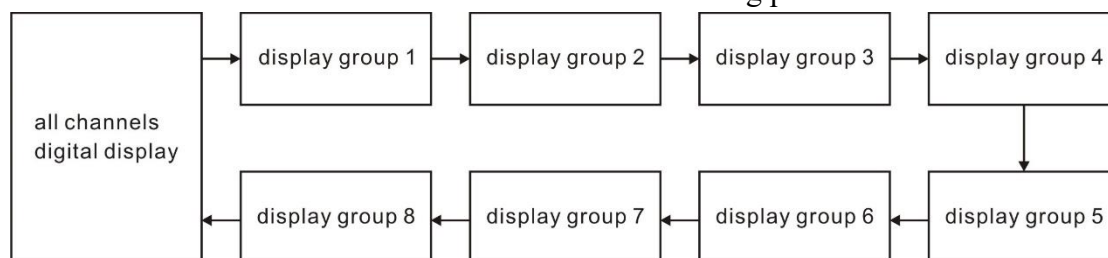 all channels
digital display
display group 1
display group 2
display group 3
display group 4
display group 5
display group 6
display group 7
display group 8